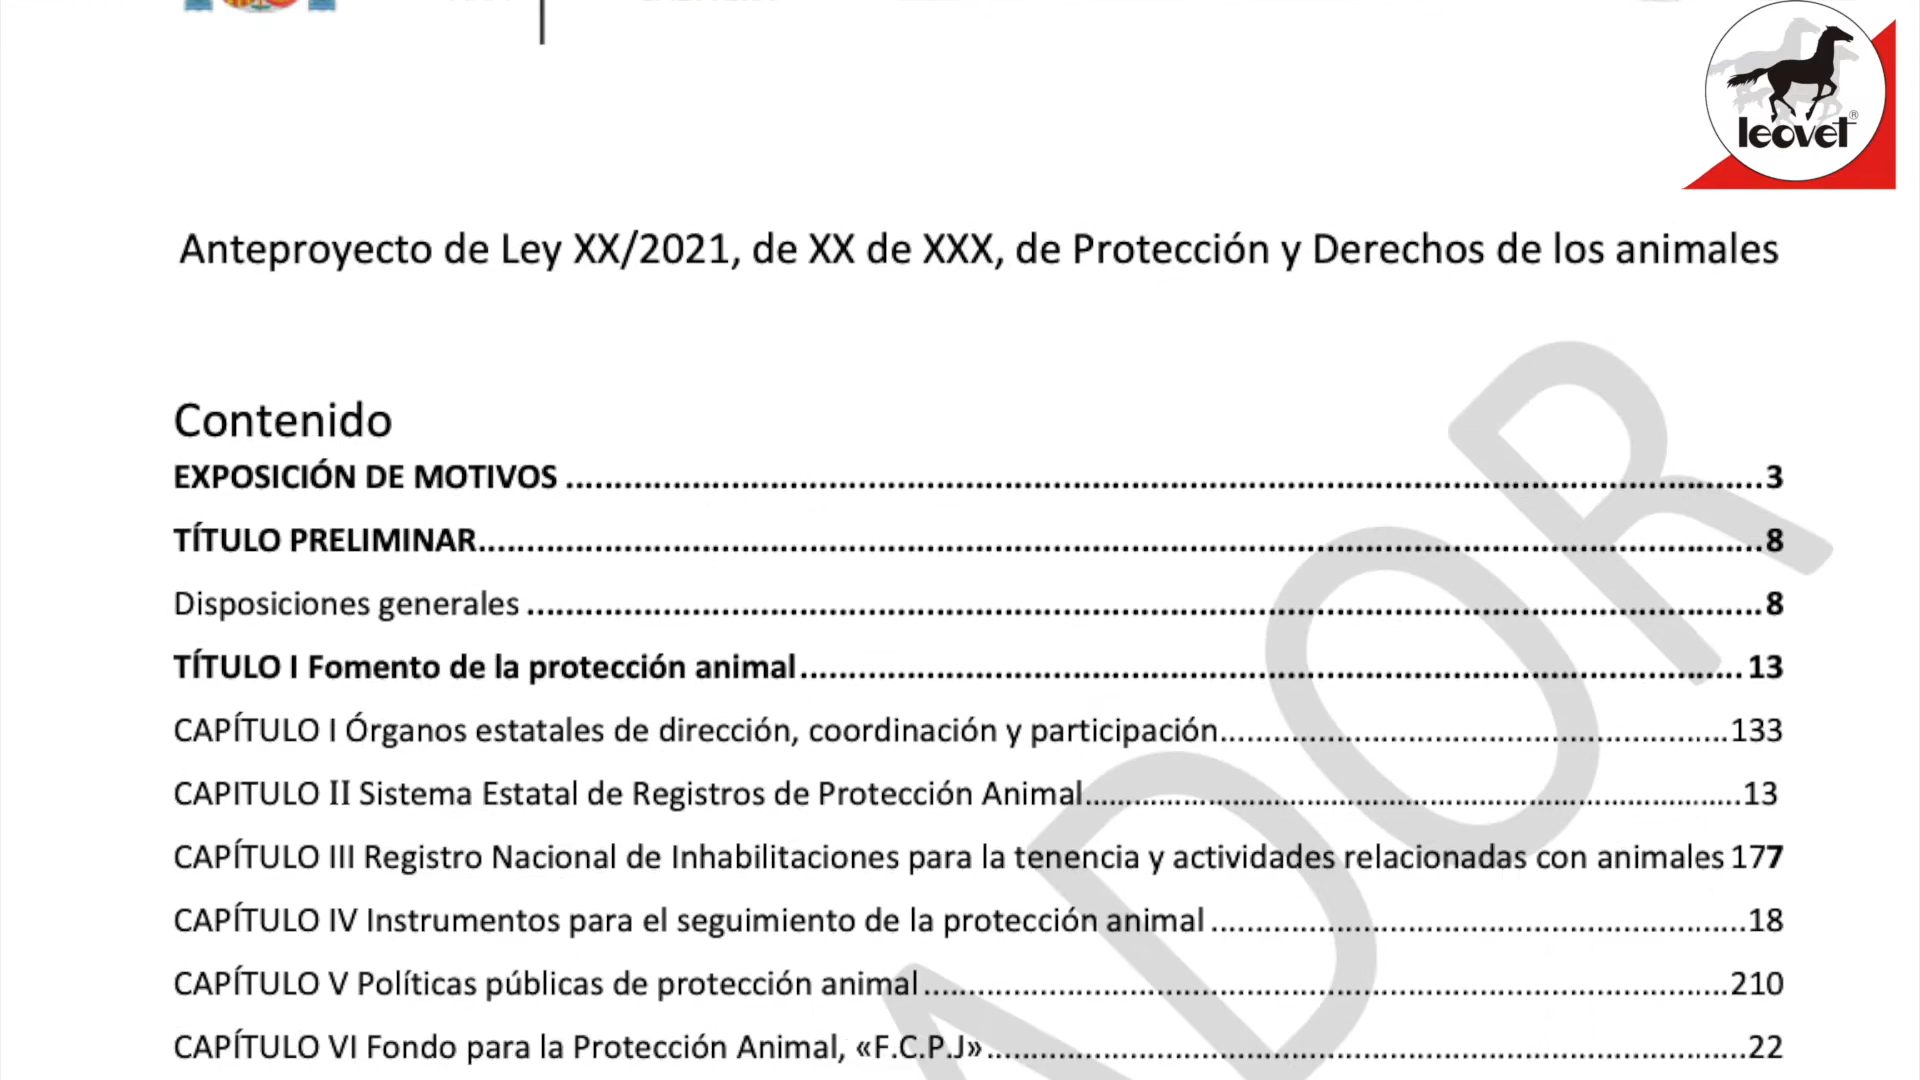 leovet®
Anteproyecto de Ley XX/2021, de XX de XXX, de Protección y Derechos de los animales
Contenido
EXPOSICIÓN DE MOTIVOS ........................................ 3
TÍTULO PRELIMINAR........................................ 8
Disposiciones generales ........................................ 8
TÍTULO I Fomento de la protección animal........................................ 13
CAPÍTULO I Órganos estatales de dirección, coordinación y participación........................................133
CAPITULO II Sistema Estatal de Registros de Protección Animal........................................13
CAPÍTULO III Registro Nacional de Inhabilitaciones para la tenencia y actividades relacionadas con animales 177
CAPÍTULO IV Instrumentos para el seguimiento de la protección animal ........................................18
CAPÍTULO V Políticas públicas de protección animal ........................................210
CAPÍTULO VI Fondo para la Protección Animal, «F.C.P.J»........................................22
ADOR